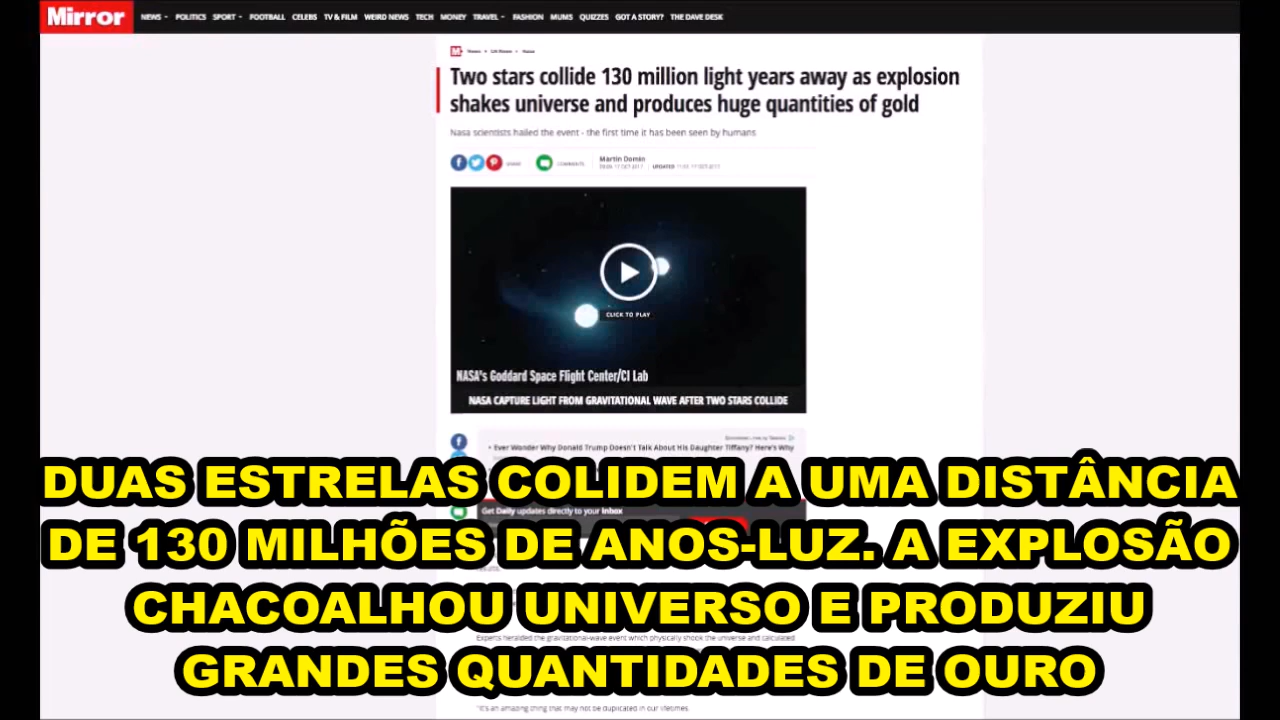 Mirror
NEWS POLITICS SPORT FOOTBALL CELEBS TV & FILM WEIRD NEWS TECH MONEY TRAVEL FASHION MUMS QUIZZES GOT A STORY? THE DAVE DESK
Two stars collide 130 million light years away as explosion
shakes universe and produces huge quantities of gold
Nasa scientists hailed the event - the first time it has been seen by humans
SHARE COMMENTS Martin Domin
CLICK TO PLAY
NASA's Goddard Space Flight Center/CI Lab
NASA CAPTURE LIGHT FROM GRAVITATIONAL WAVE AFTER TWO STARS COLLIDE
• Ever Wonder Why Donald Trump Doesn't Talk About His Daughter Tiffany? Here's Why
Get Daily updates directly to your Inbox
DUAS ESTRELAS COLIDEM A UMA DISTÂNCIA
DE 130 MILHÕES DE ANOS-LUZ. A EXPLOSÃO
CHACOALHOU UNIVERSO E PRODUZIU
Experts heralded the gravitational-wave event which physically shook the universe and calculated
GRANDES QUANTIDADES DE OURO
"It's an amazing thing that may not be duplicated in our lifetimes.